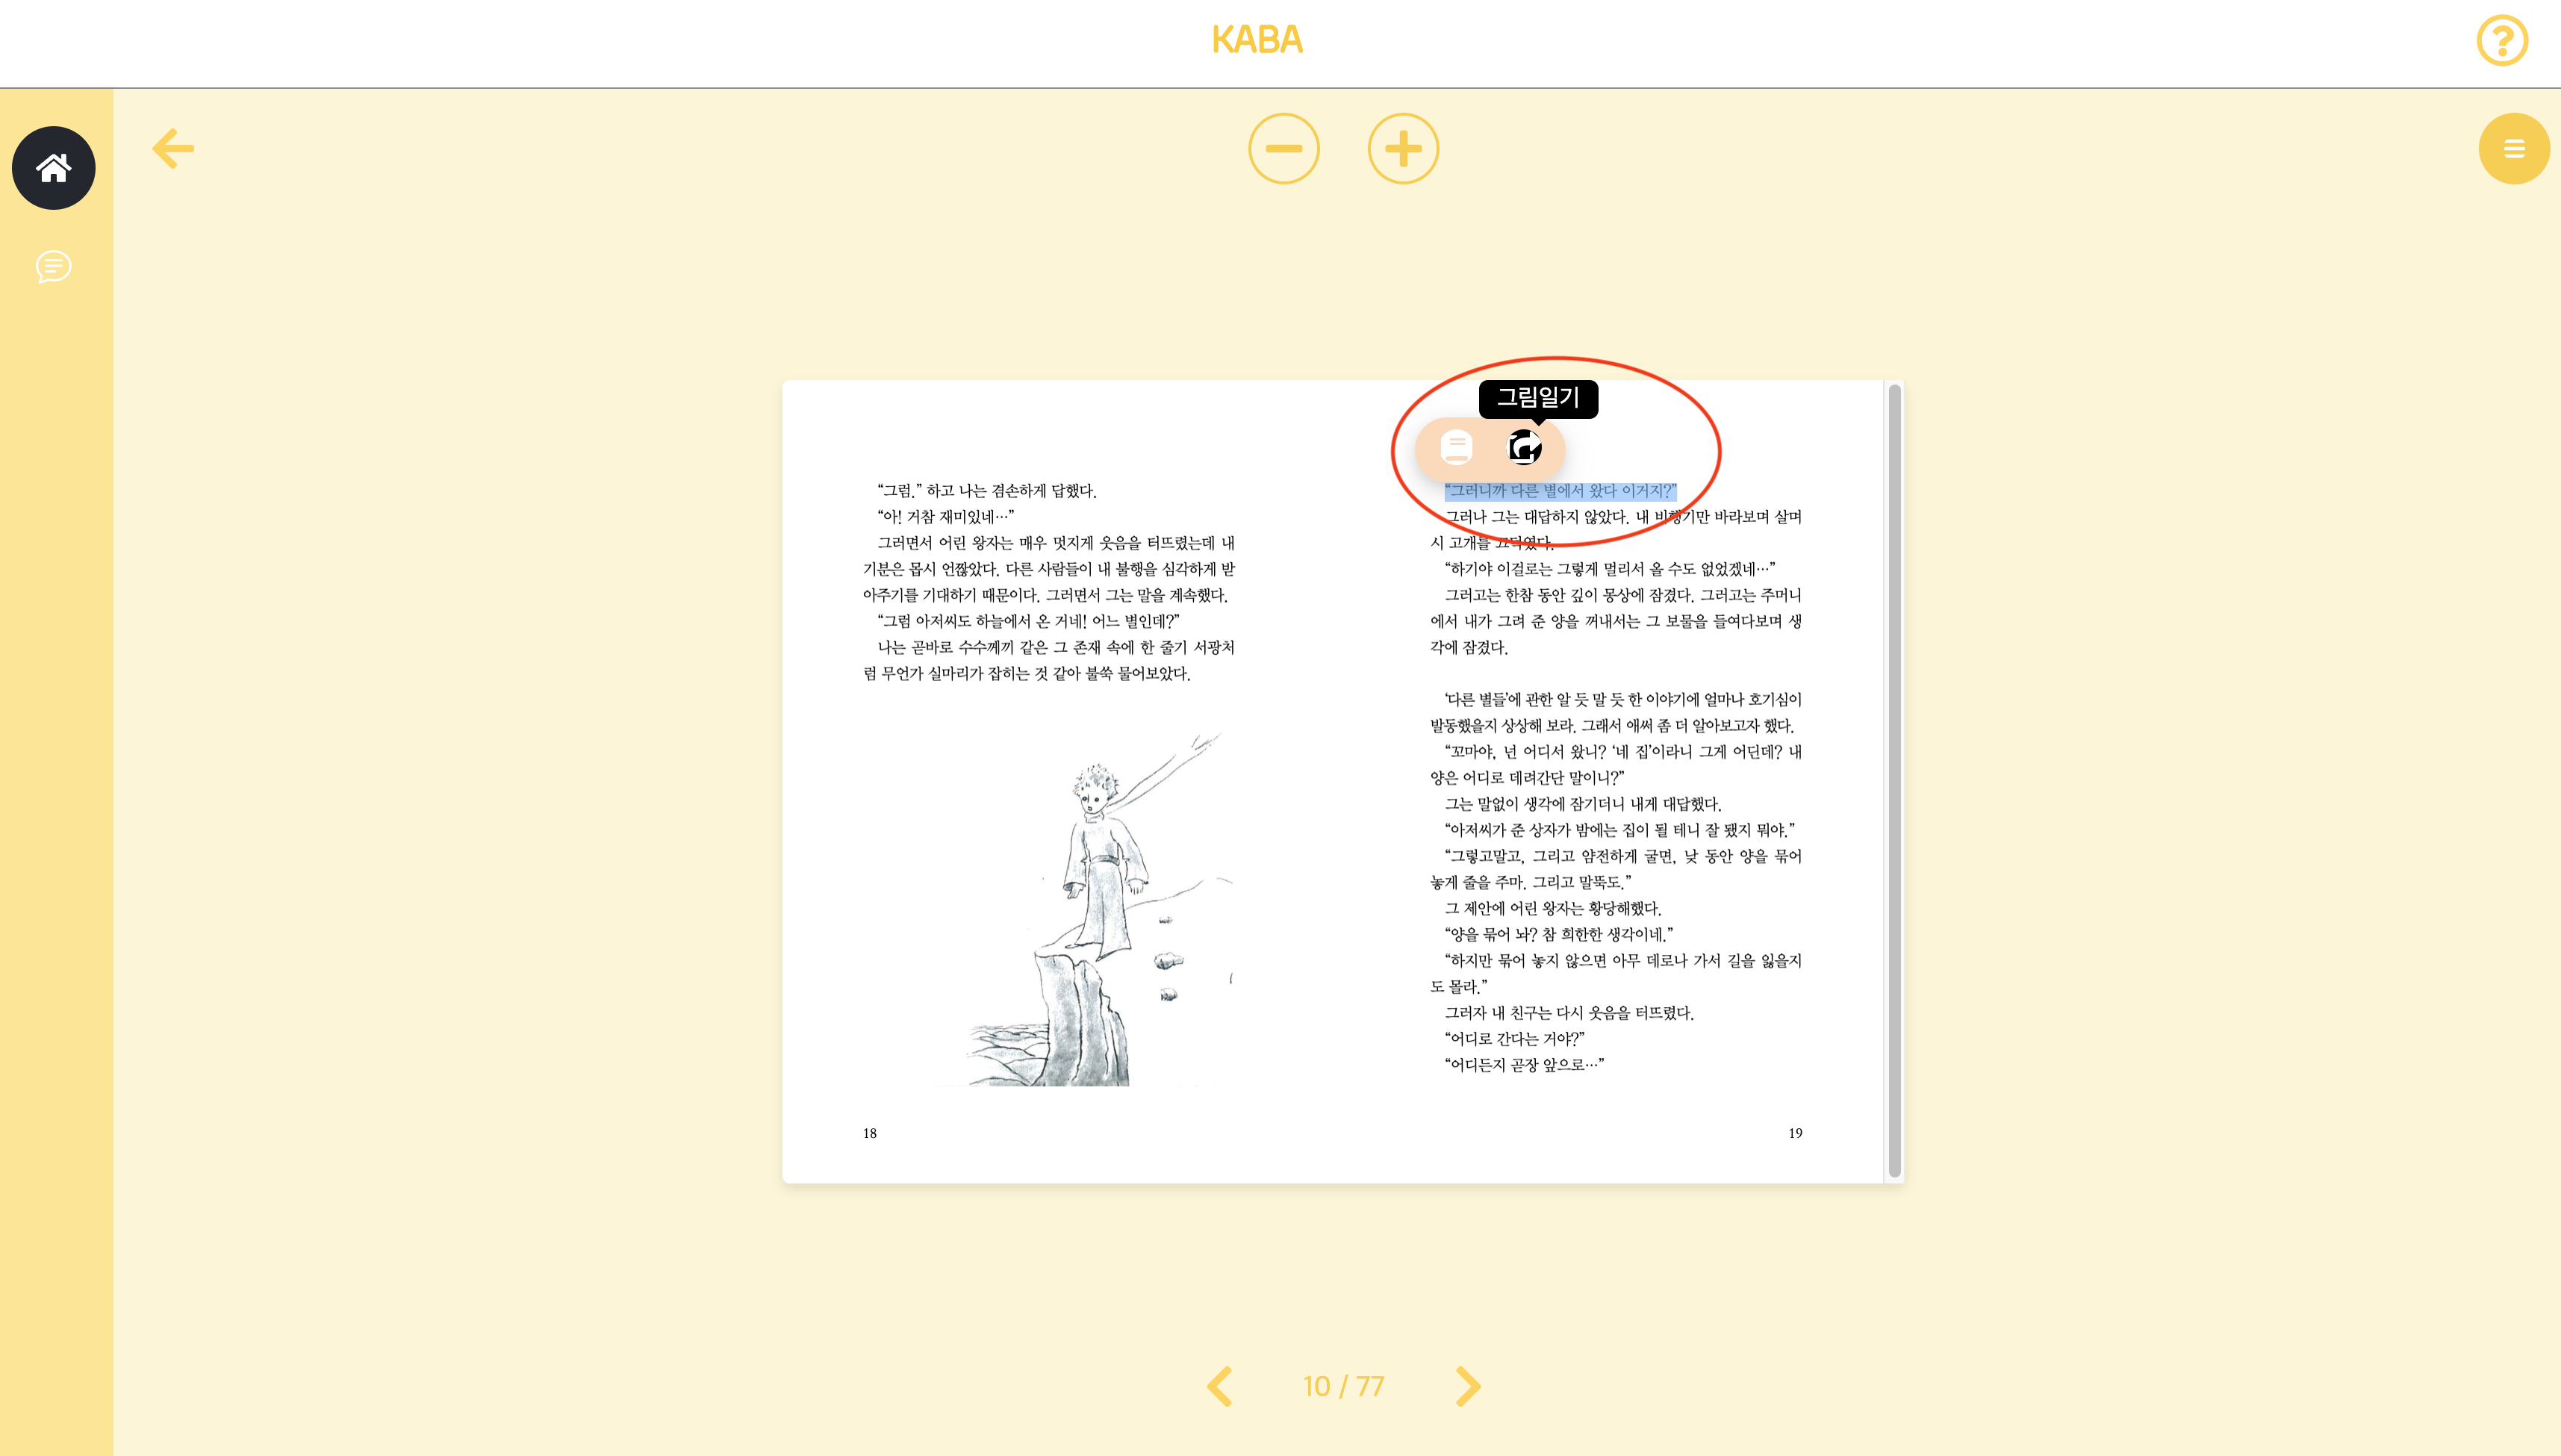 KABA
그림일기
“그럼.” 하고 나는 겸손하게 답했다.
“아! 거참 재미있네…”
그러면서 어린 왕자는 매우 멋지게 웃음을 터뜨렸는데 내
기분은 몹시 언짢았다. 다른 사람들이 내 불행을 심각하게 받
아주기를 기대하기 때문이다. 그러면서 그는 말을 계속했다.
“그럼 아저씨도 하늘에서 온 거네! 어느 별인데?”
나는 곧바로 수수께끼 같은 그 존재 속에 한 줄기 서광처
럼 무언가 실마리가 잡히는 것 같아 불쑥 물어보았다.
18
“그러니까 다른 별에서 왔다 이거지?”
그러나 그는 대답하지 않았다. 내 비행기만 바라보며 살며
시 고개를 끄덕였다.
“하기야 이걸로는 그렇게 멀리서 올 수도 없었겠네…”
그러고는 한참 동안 깊이 몽상에 잠겼다. 그러고는 주머니
에서 내가 그려 준 양을 꺼내서는 그 보물을 들여다보며 생
각에 잠겼다.
‘다른 별들’에 관한 알 듯 말 듯 한 이야기에 얼마나 호기심이
발동했을지 상상해 보라. 그래서 애써 좀 더 알아보고자 했다.
“꼬마야, 넌 어디서 왔니? ‘네 집’이라니 그게 어딘데? 내
양은 어디로 데려간단 말이니?”
그는 말없이 생각에 잠기더니 내게 대답했다.
“아저씨가 준 상자가 밤에는 집이 될 테니 잘 됐지 뭐야.”
“그렇고말고, 그리고 얌전하게 굴면, 낮 동안 양을 묶어
놓게 줄을 주마. 그리고 말뚝도.”
그 제안에 어린 왕자는 황당해했다.
“양을 묶어 놔? 참 희한한 생각이네.”
“하지만 묶어 놓지 않으면 아무 데로나 가서 길을 잃을지
도 몰라.”
그러자 내 친구는 다시 웃음을 터뜨렸다.
“어디로 간다는 거야?”
“어디든지 곧장 앞으로…”
19
10 / 77